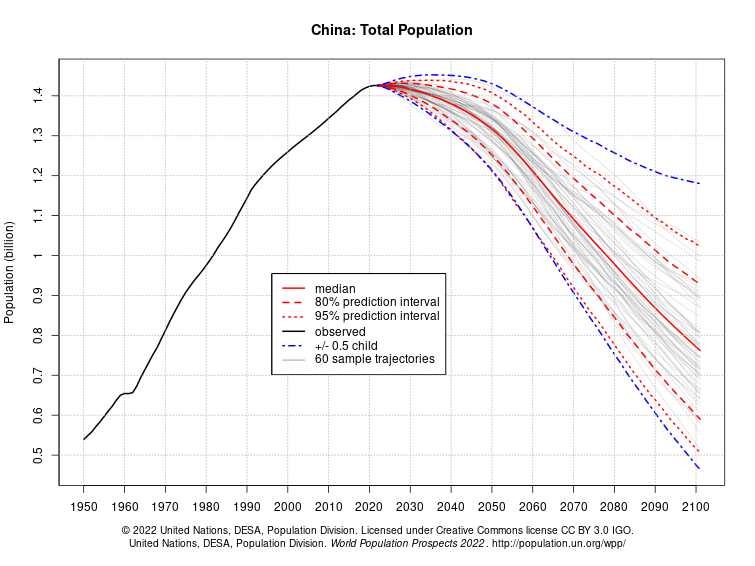 China: Total Population
Population (billion)
1.4
1.3
1.2
1.1
1
0.9
0.8
0.7
0.6
0.5
median
80% prediction interval
95% prediction interval
observed
+/- 0.5 child
60 sample trajectories
1950 1960 1970 1980 1990 2000 2010 2020 2030 2040 2050 2060 2070 2080 2090 2100
© 2022 United Nations, DESA, Population Division. Licensed under Creative Commons license CC BY 3.0 IGO.
United Nations, DESA, Population Division. World Population Prospects 2022. http://population.un.org/wpp/